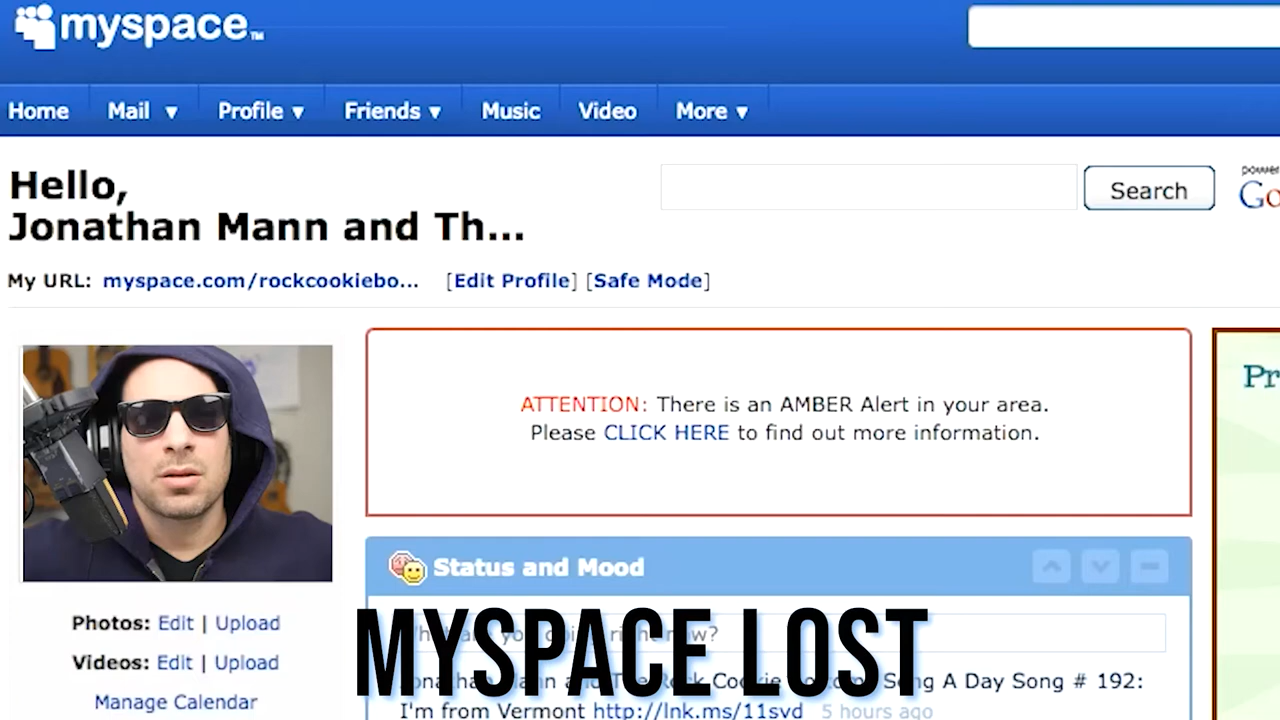 myspace™
Home Mail ▼ Profile ▼ Friends ▼ Music Video More ▼
Hello,
Jonathan Mann and Th...
Search
My URL: myspace.com/rockcookiebo... [Edit Profile] [Safe Mode]
ATTENTION: There is an AMBER Alert in your area.
Please CLICK HERE to find out more information.
Status and Mood
Photos: Edit | Upload
Videos: Edit | Upload
Manage Calendar
MYSPACE LOST
now?
Song A Day Song # 192:
I'm from Vermont http://lnk.ms/11svd 5 hours ago